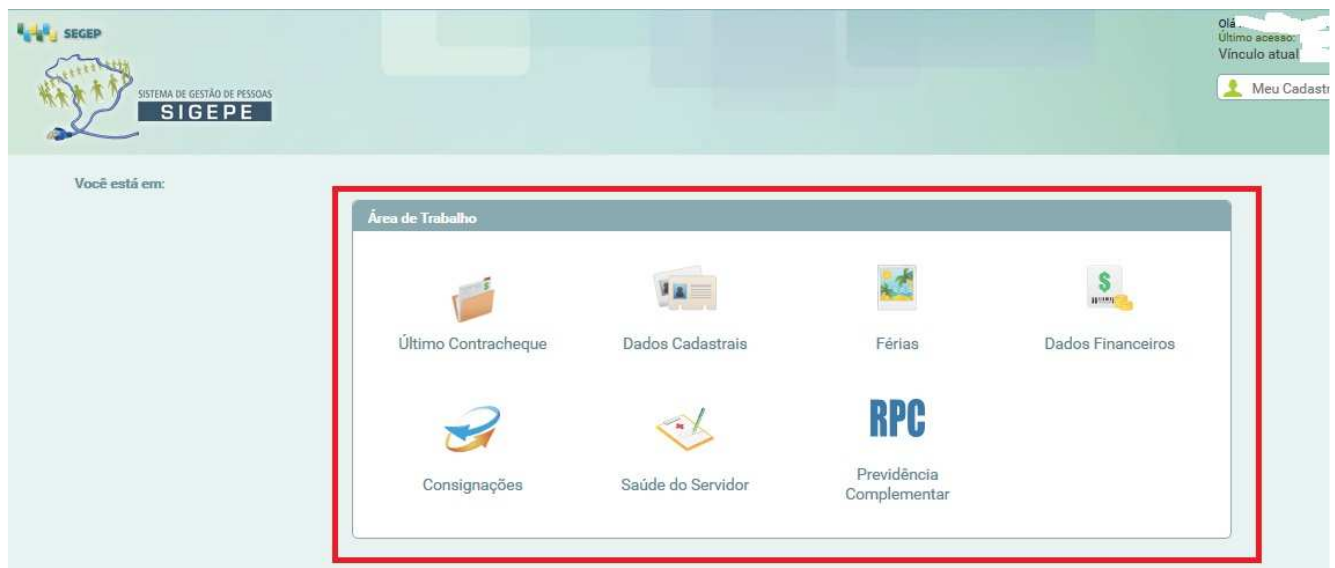 SEGEP
SISTEMA DE GESTÃO DE PESSOAS
SIGEPE
Olá
Último acesso:
Vínculo atual
Meu Cadastr
Você está em:
Área de Trabalho
Último Contracheque
Dados Cadastrais
Férias
Dados Financeiros
Consignações
Saúde do Servidor
RPC
Previdência
Complementar